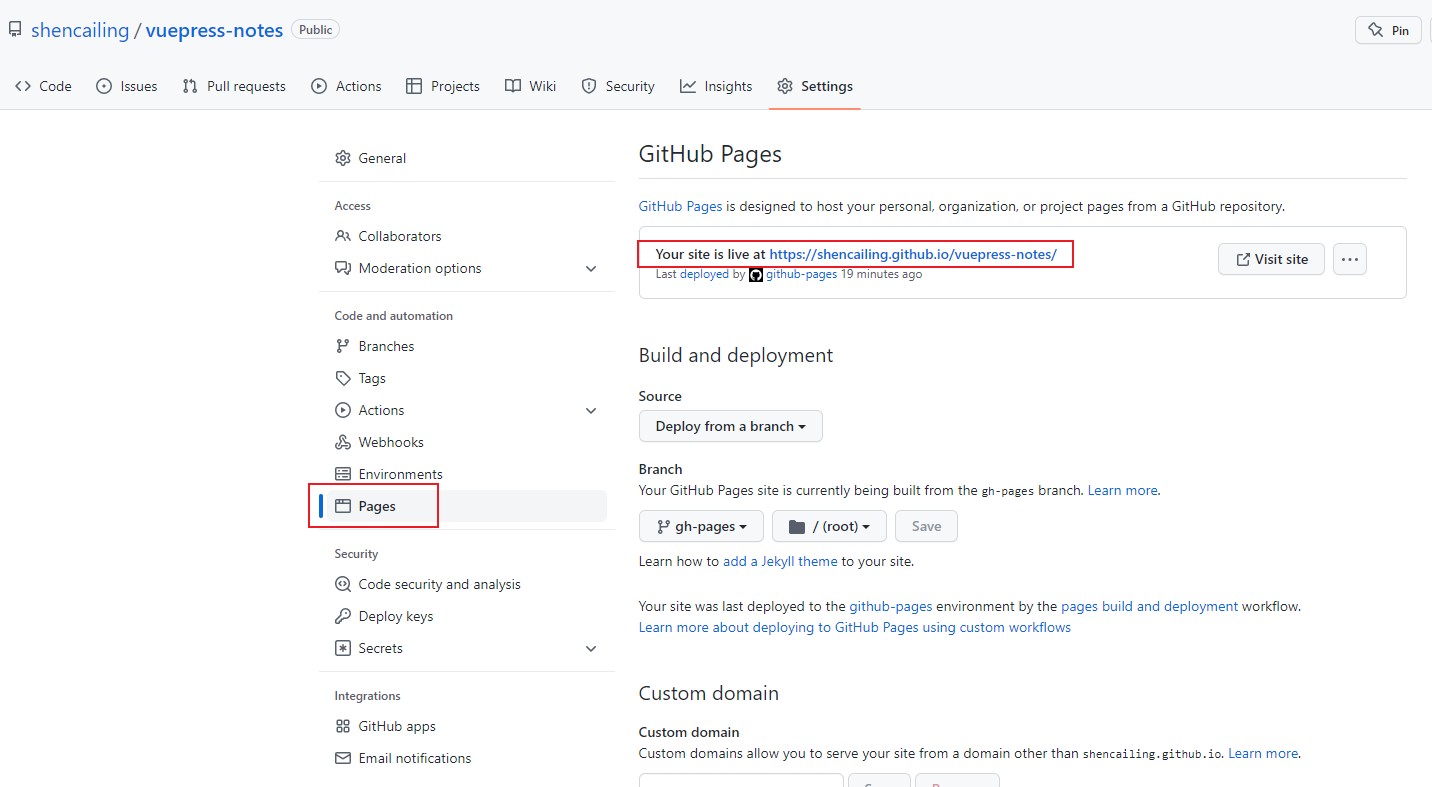 shencailing / vuepress-notes Public Pin
Code Issues Pull requests Actions Projects Wiki Security Insights Settings
General
Access
Collaborators
Moderation options
Code and automation
Branches
Tags
Actions
Webhooks
Environments
Pages
Security
Code security and analysis
Deploy keys
Secrets
Integrations
GitHub apps
Email notifications
GitHub Pages
GitHub Pages is designed to host your personal, organization, or project pages from a GitHub repository.
Your site is live at https://shencailing.github.io/vuepress-notes/
Last deployed by github-pages 19 minutes ago
Visit site
Build and deployment
Source
Deploy from a branch
Branch
Your GitHub Pages site is currently being built from the gh-pages branch. Learn more.
gh-pages / (root) Save
Learn how to add a Jekyll theme to your site.
Your site was last deployed to the github-pages environment by the pages build and deployment workflow.
Learn more about deploying to GitHub Pages using custom workflows
Custom domain
Custom domain
Custom domains allow you to serve your site from a domain other than shencailing.github.io. Learn more.